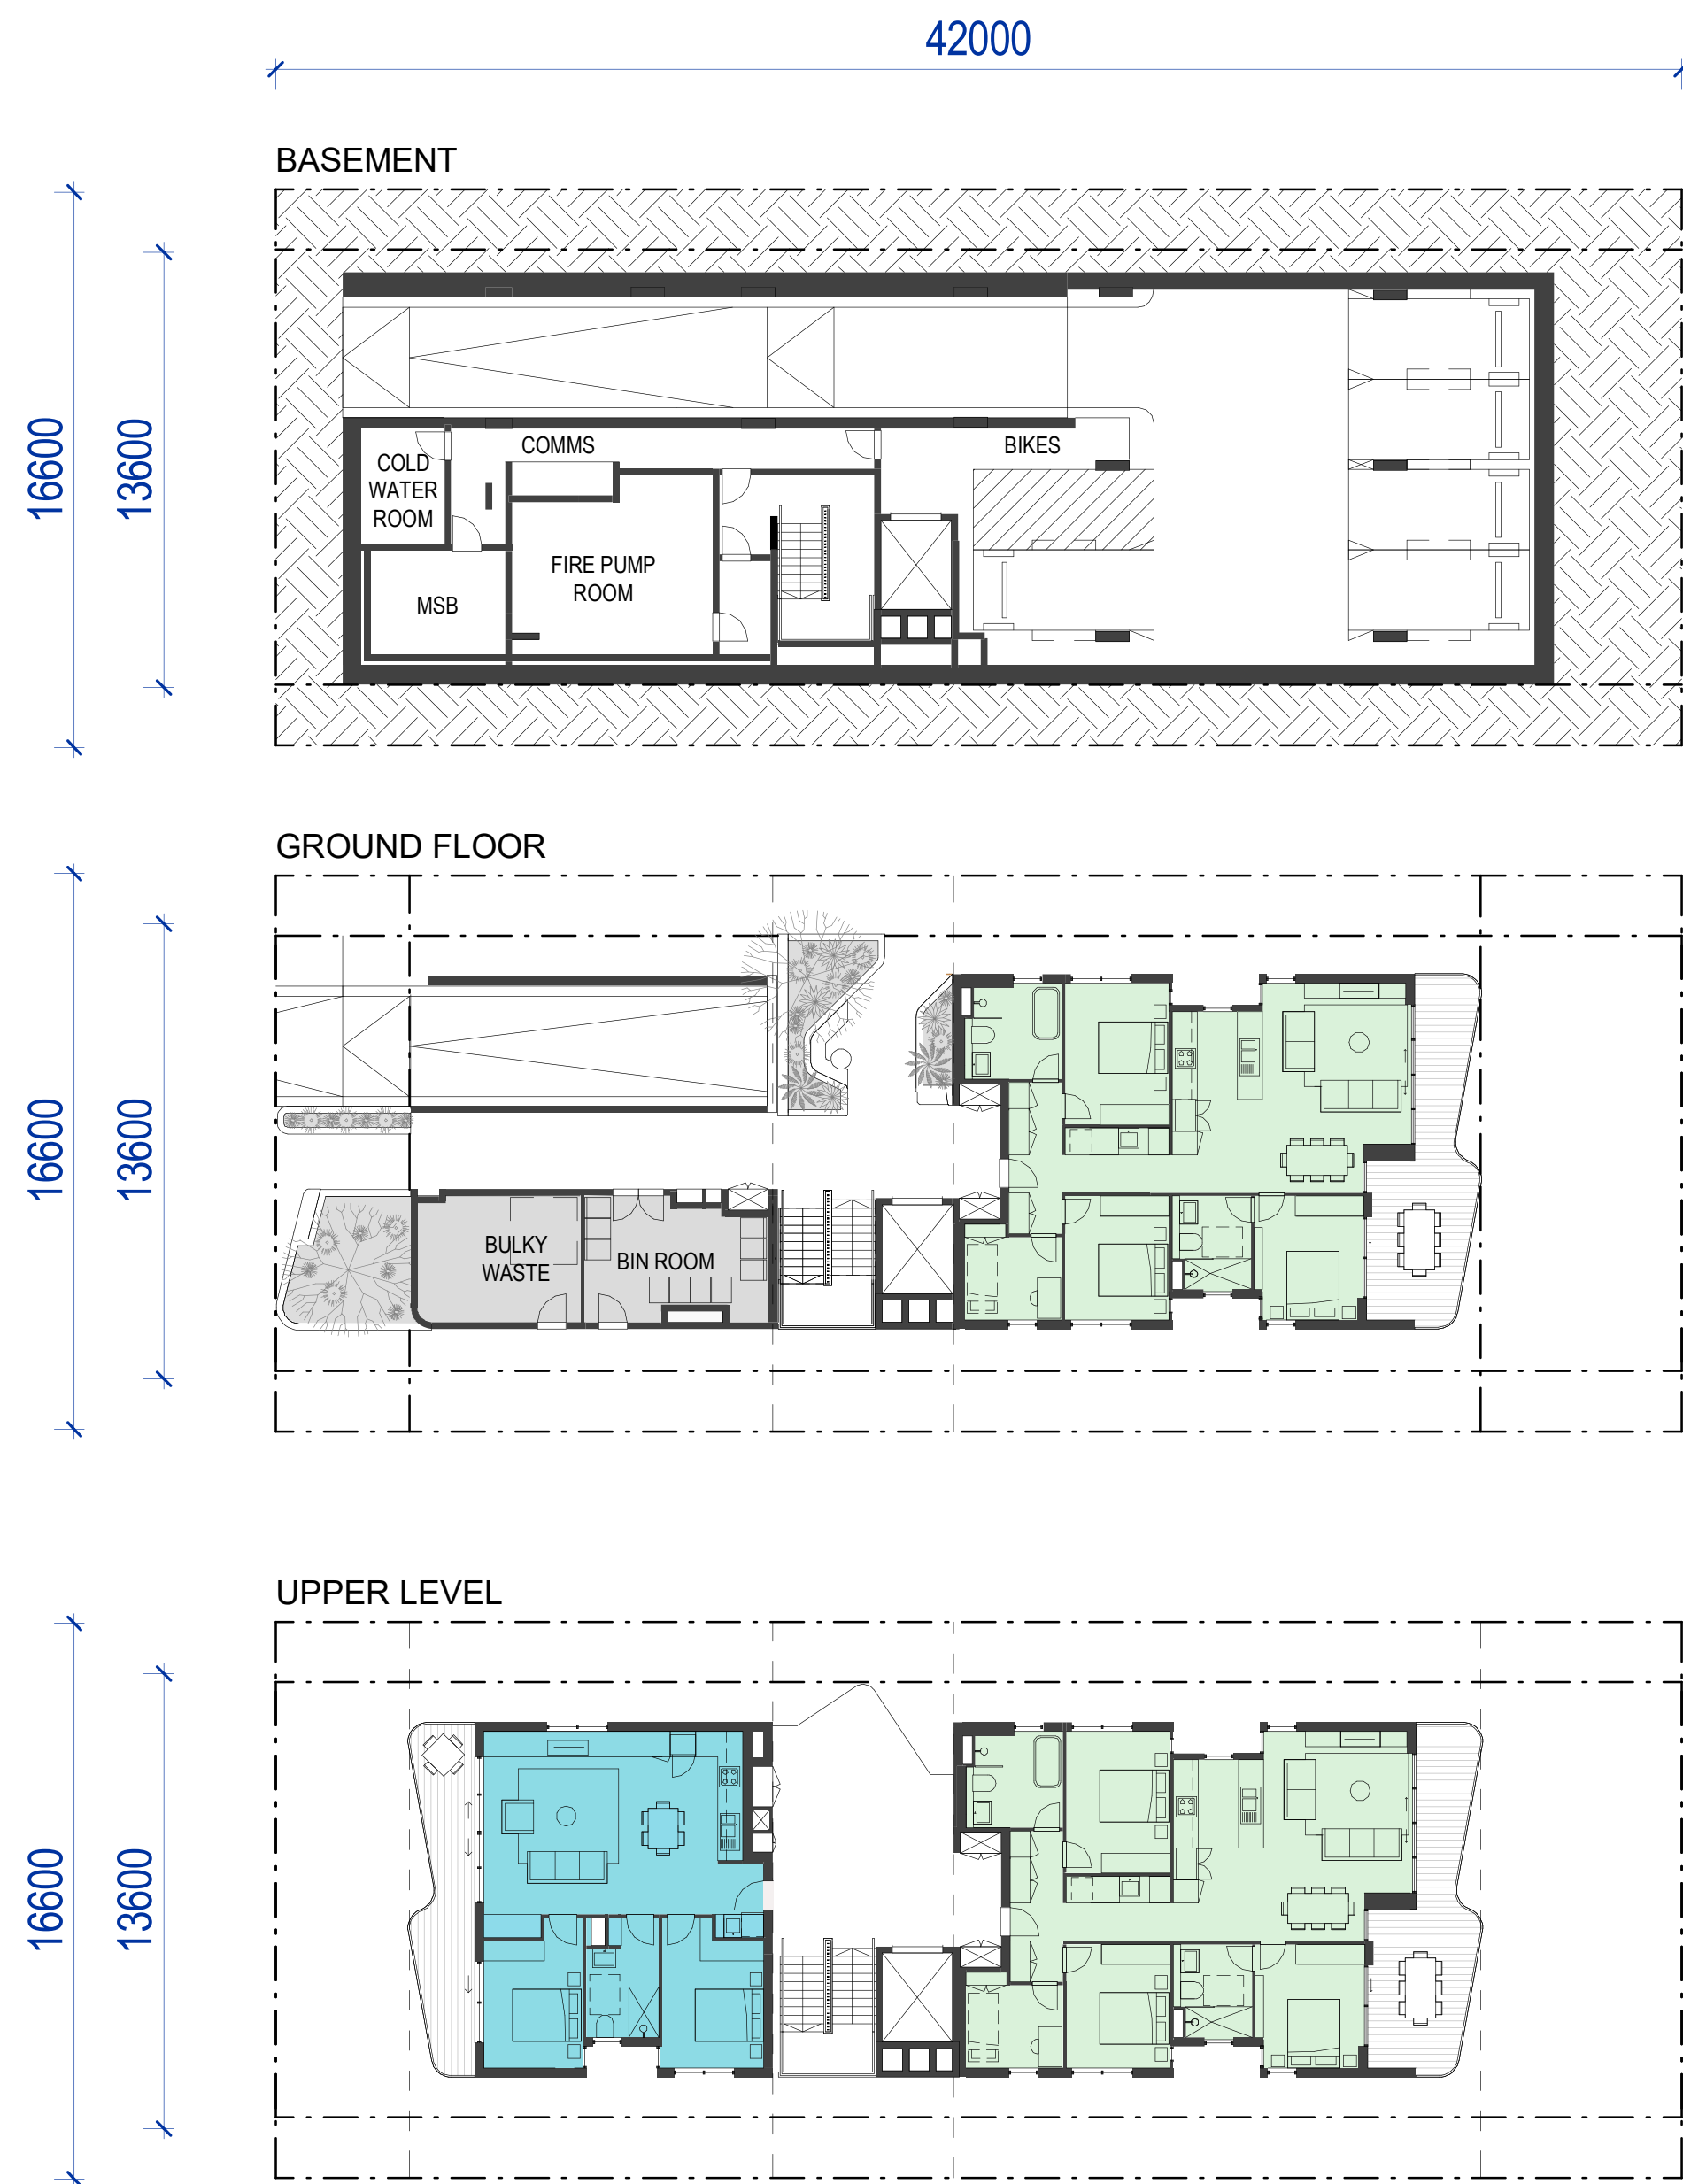 42000
BASEMENT
16600
13600
COMMS
BIKES
COLD
WATER
ROOM
FIRE PUMP
ROOM
MSB
GROUND FLOOR
16600
13600
BULKY
WASTE
BIN ROOM
UPPER LEVEL
16600
13600